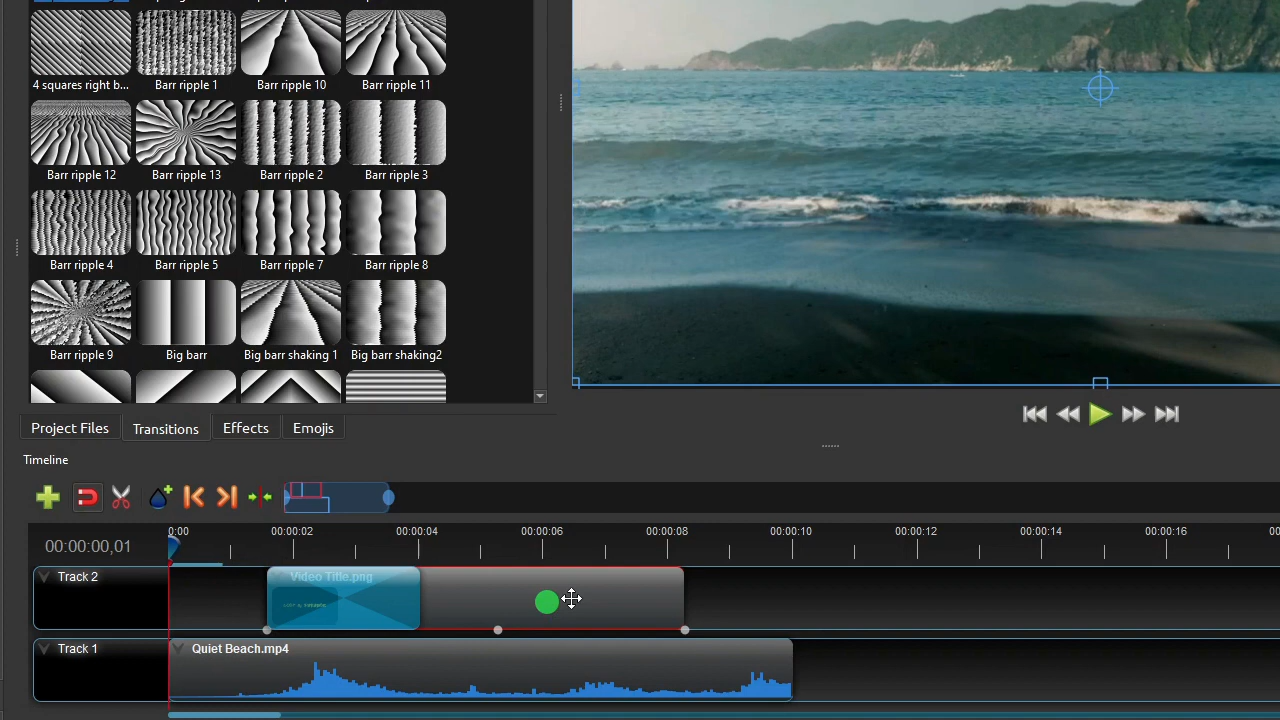 4 squares right b... Barr ripple 1 Barr ripple 10 Barr ripple 11
Barr ripple 12 Barr ripple 13 Barr ripple 2 Barr ripple 3
Barr ripple 4 Barr ripple 5 Barr ripple 7 Barr ripple 8
Barr ripple 9 Big barr Big barr shaking 1 Big barr shaking2
Project Files Transitions Effects Emojis
Timeline
0:00 00:00:02 00:00:04 00:00:06 00:00:08 00:00:10 00:00:12 00:00:14 00:00:16
00:00:00,01
Track 2 Video Title.png
Track 1 Quiet Beach.mp4